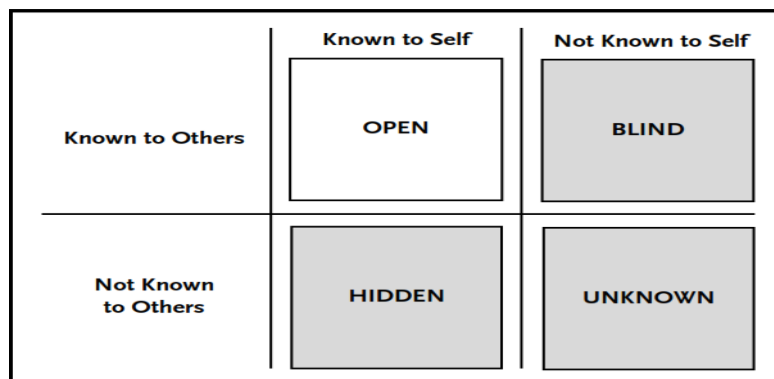 Known to Self
Not Known to Self
Known to Others
OPEN
BLIND
Not Known
to Others
HIDDEN
UNKNOWN